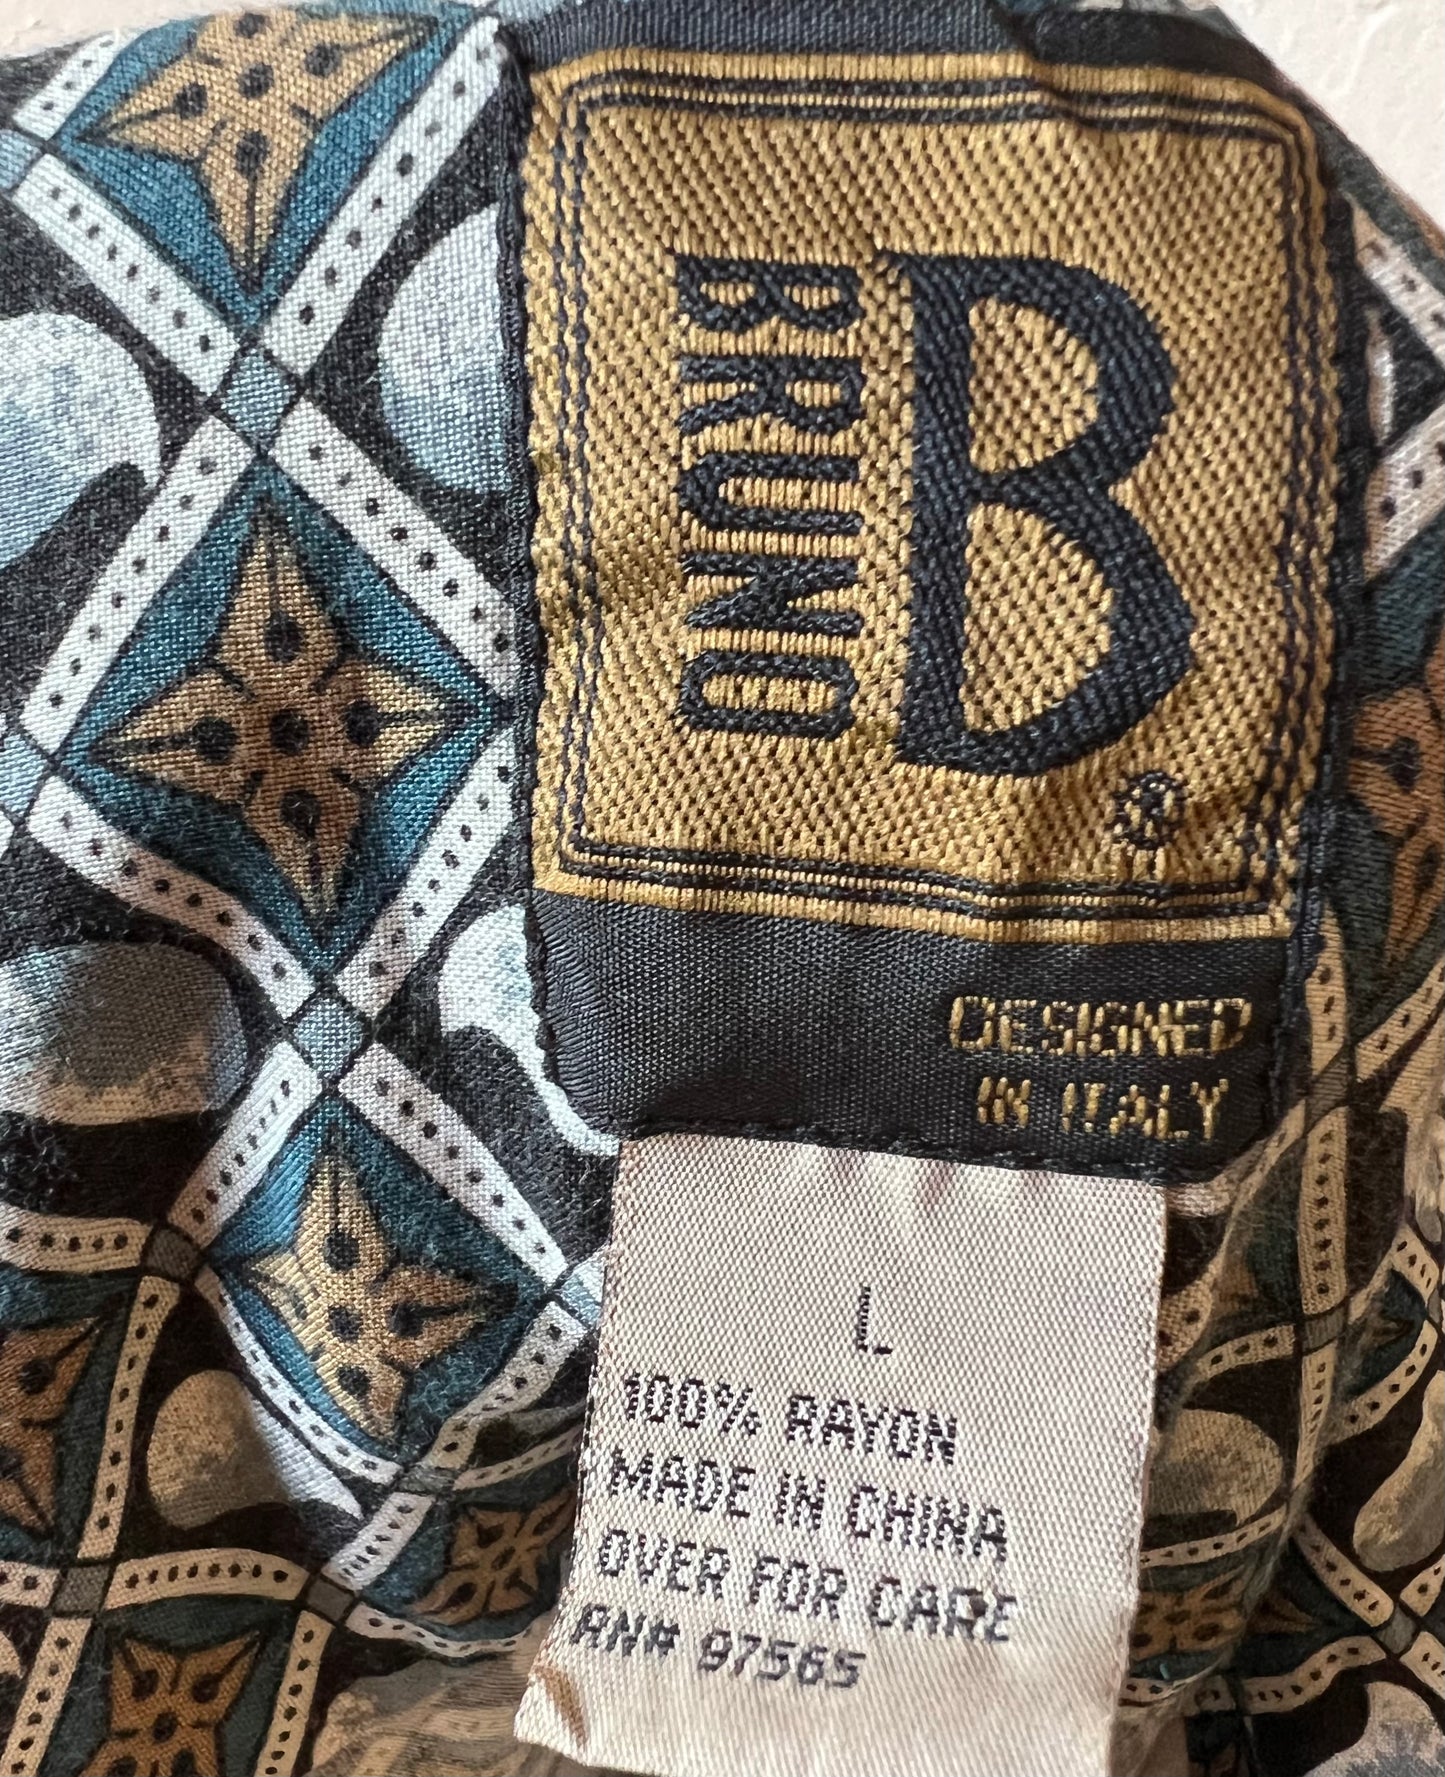 B
BRUNO
®
DESIGNED
IN ITALY
L
100% RAYON
MADE IN CHINA
OVER FOR CARE
RN# 97565